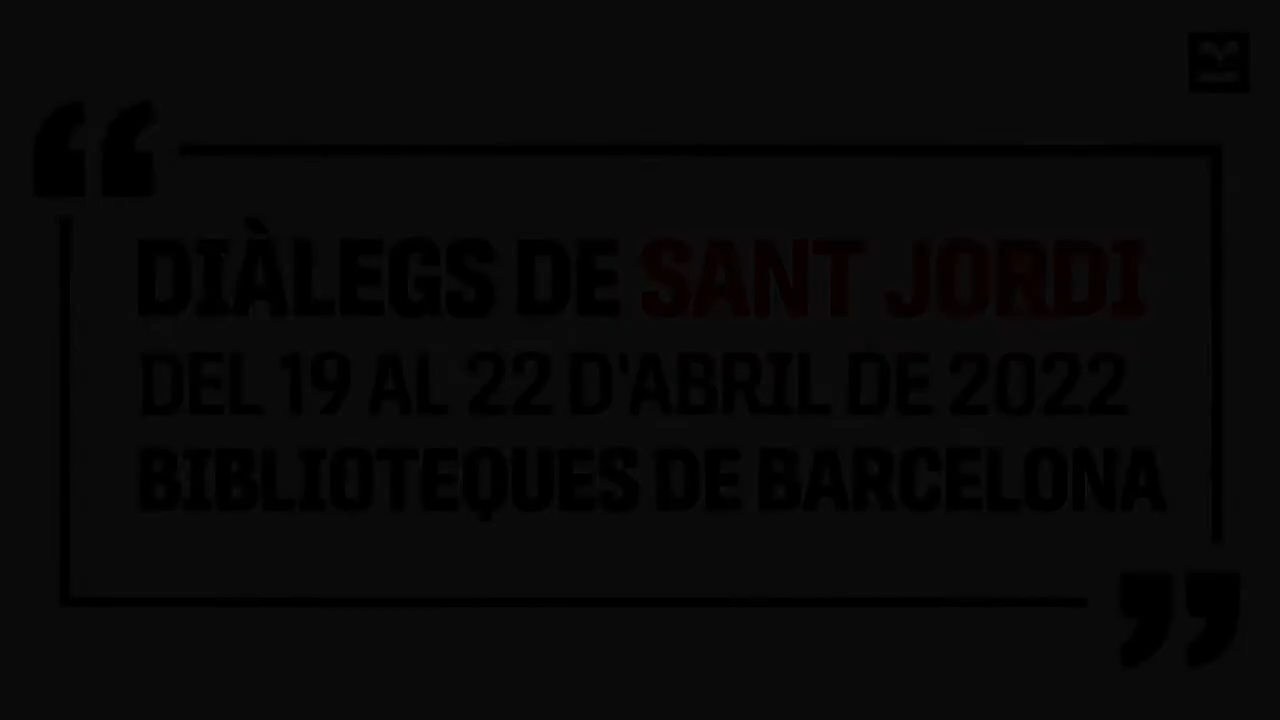 DIÀLEGS DE SANT JORDI
DEL 19 AL 22 D'ABRIL DE 2022
BIBLIOTEQUES DE BARCELONA